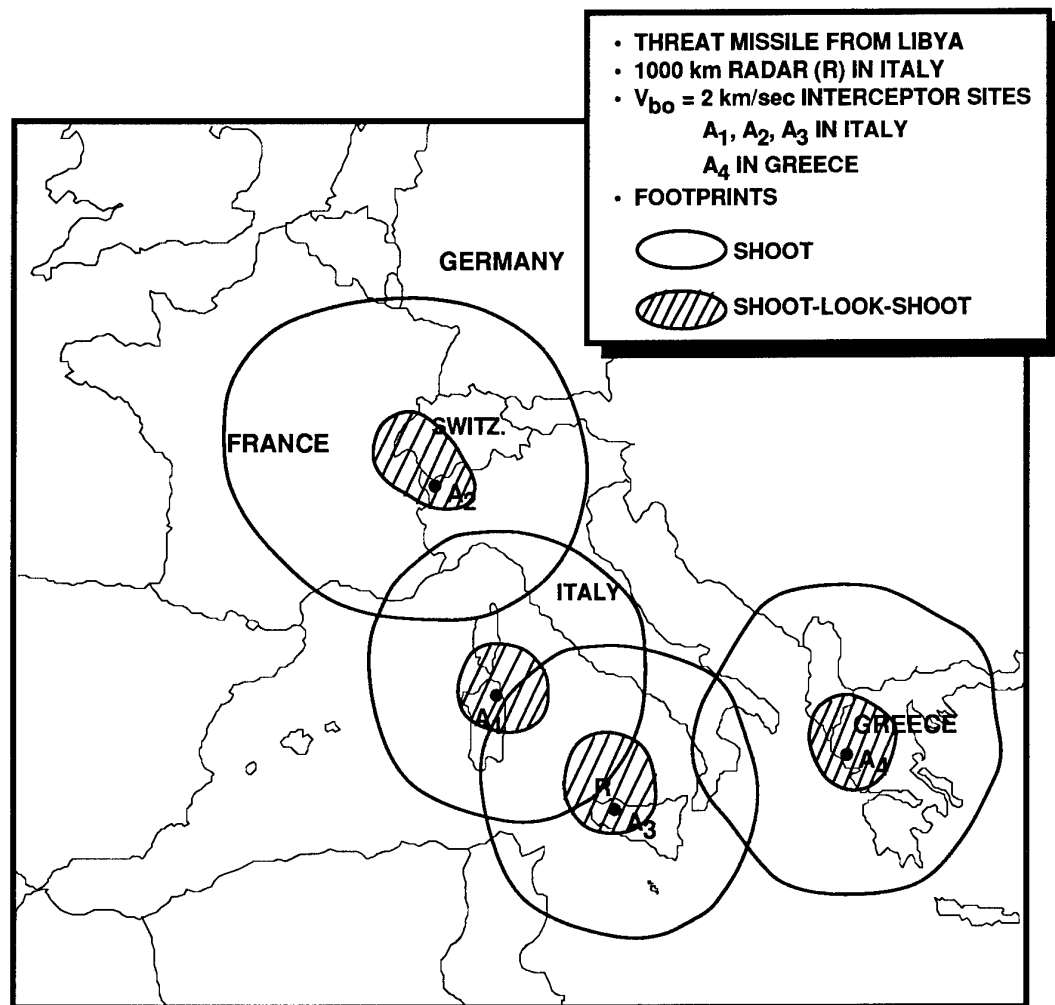 • THREAT MISSILE FROM LIBYA
• 1000 km RADAR (R) IN ITALY
• Vbo = 2 km/sec INTERCEPTOR SITES
A1, A2, A3 IN ITALY
A4 IN GREECE
• FOOTPRINTS
SHOOT
SHOOT-LOOK-SHOOT
GERMANY
SWITZ.
FRANCE
A2
ITALY
A1
GREECE
A4
R
A3